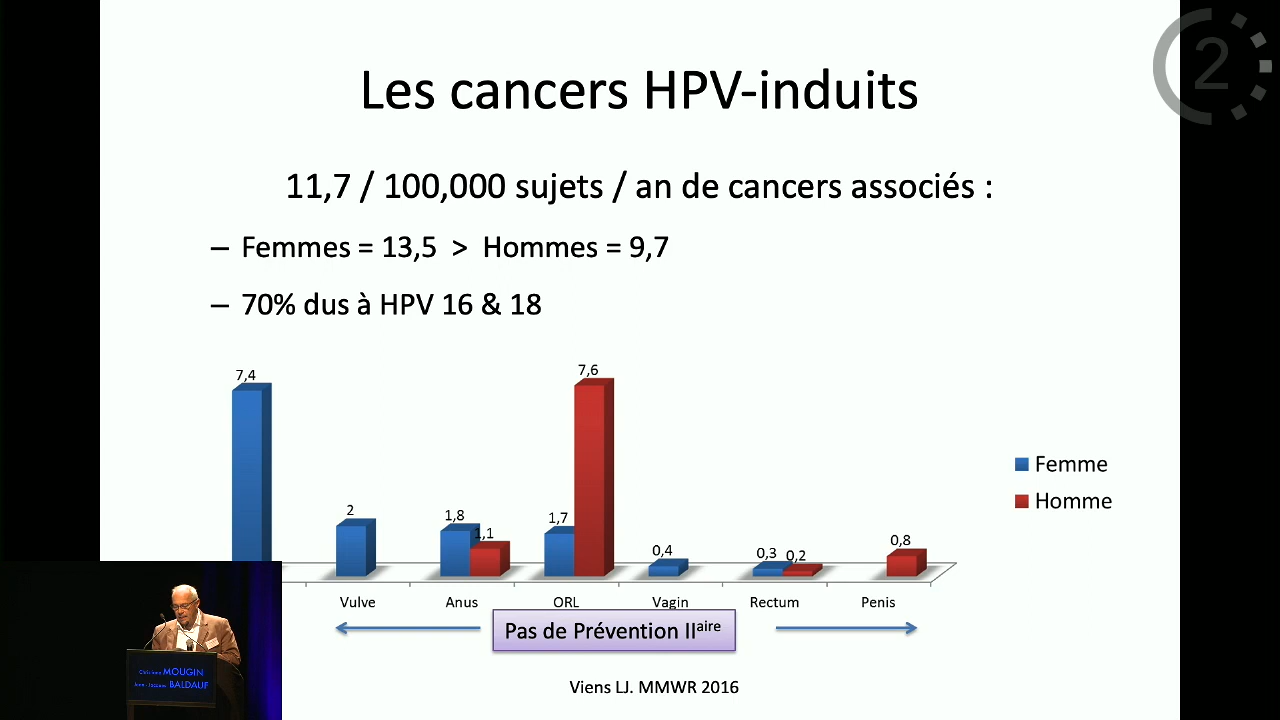 2
Les cancers HPV-induits
11,7 / 100,000 sujets / an de cancers associés :
– Femmes = 13,5 > Hommes = 9,7
– 70% dus à HPV 16 & 18
7,4
2
1,8
1,1
1,7
7,6
0,4
0,3
0,2
0,8
Femme
Homme
Vulve
Anus
ORL
Vagin
Rectum
Penis
Pas de Prévention IIaire
Viens LJ. MMWR 2016
MOUGIN
BALDAUF